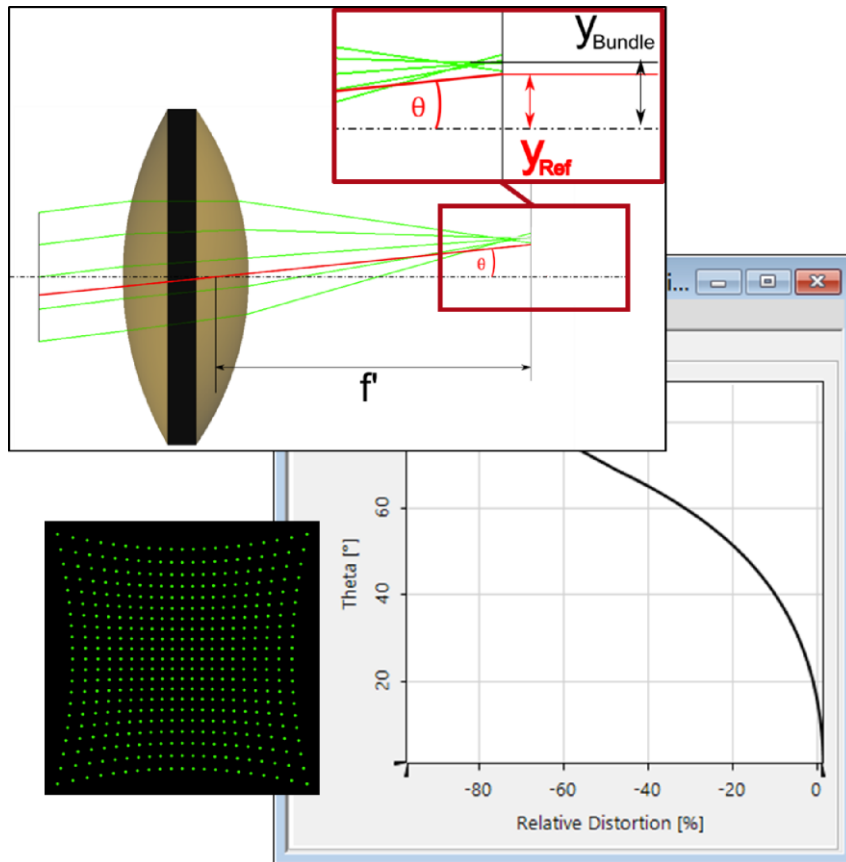 yBundle
θ
yRef
θ
f'
i...
60
40
20
Theta [°]
-80
-60
-40
-20
0
Relative Distortion [%]